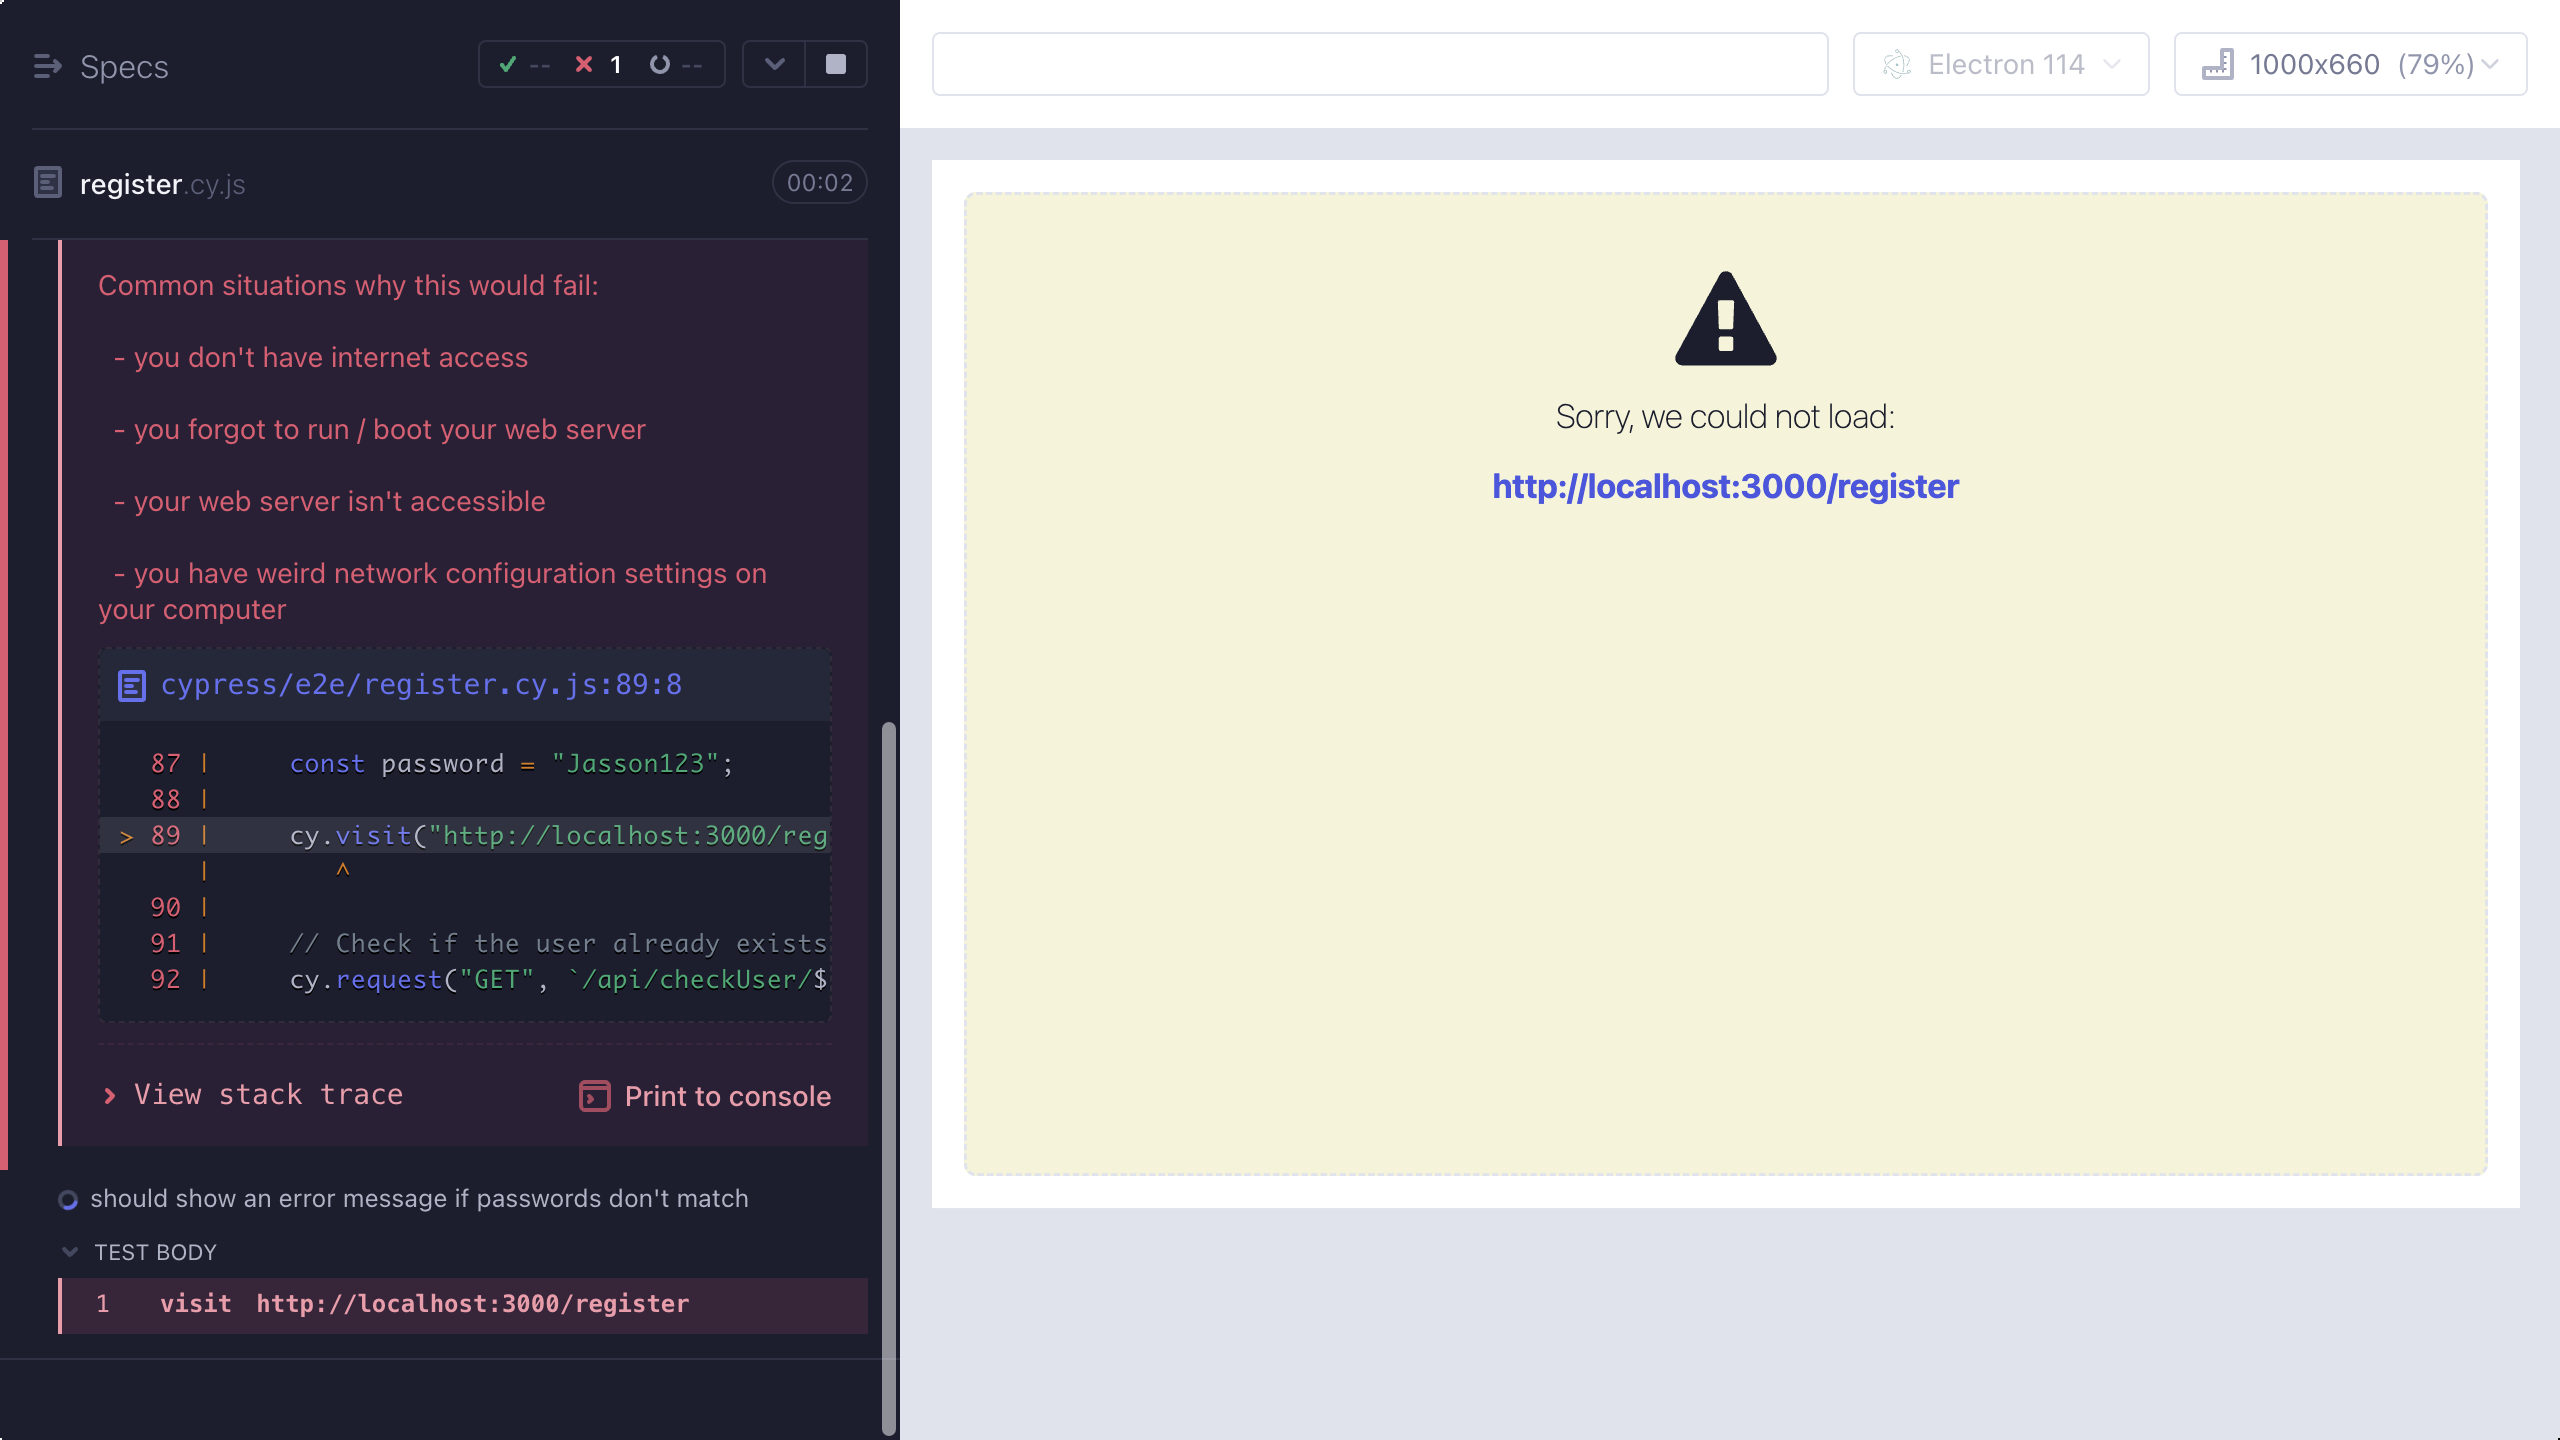 Specs
-- 1 --
register.cy.js
00:02
Common situations why this would fail:
- you don't have internet access
- you forgot to run / boot your web server
- your web server isn't accessible
- you have weird network configuration settings on
your computer
cypress/e2e/register.cy.js:89:8
87 |     const password = "Jasson123";
88 |
> 89 |     cy.visit("http://localhost:3000/reg
|        ^
90 |
91 |     // Check if the user already exists
92 |     cy.request("GET", `/api/checkUser/$
View stack trace
Print to console
should show an error message if passwords don't match
TEST BODY
1 visit http://localhost:3000/register
Electron 114
1000x660 (79%)
Sorry, we could not load:
http://localhost:3000/register